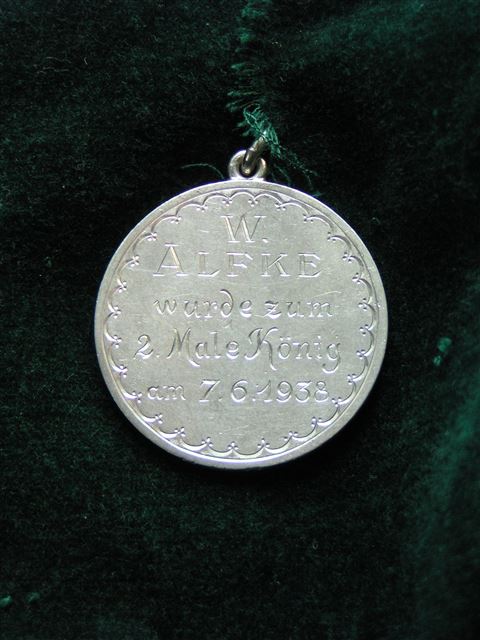 W.
ALFKE
wurde zum
2. Male König
am 7.6.1938